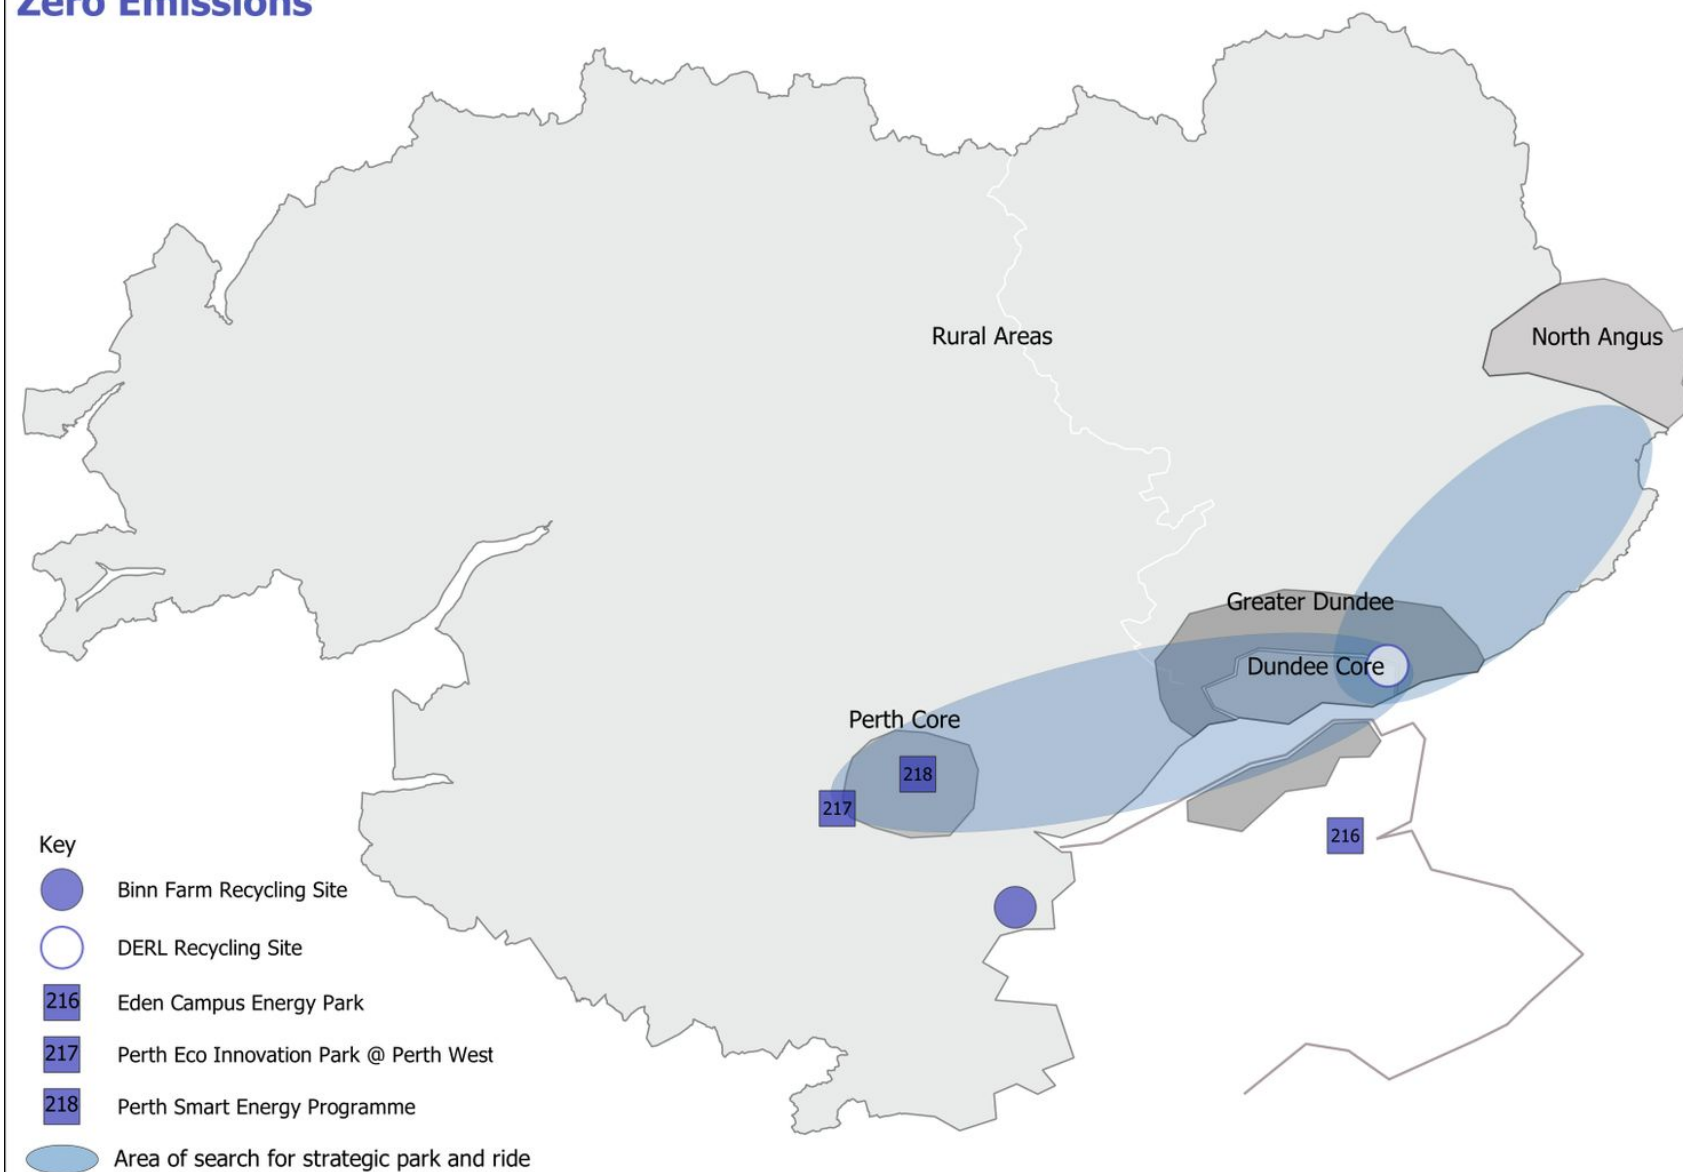 Zero Emissions
Rural Areas
North Angus
Greater Dundee
Dundee Core
Perth Core
218
217
216
Key
Binn Farm Recycling Site
DERL Recycling Site
216 Eden Campus Energy Park
217 Perth Eco Innovation Park @ Perth West
218 Perth Smart Energy Programme
Area of search for strategic park and ride